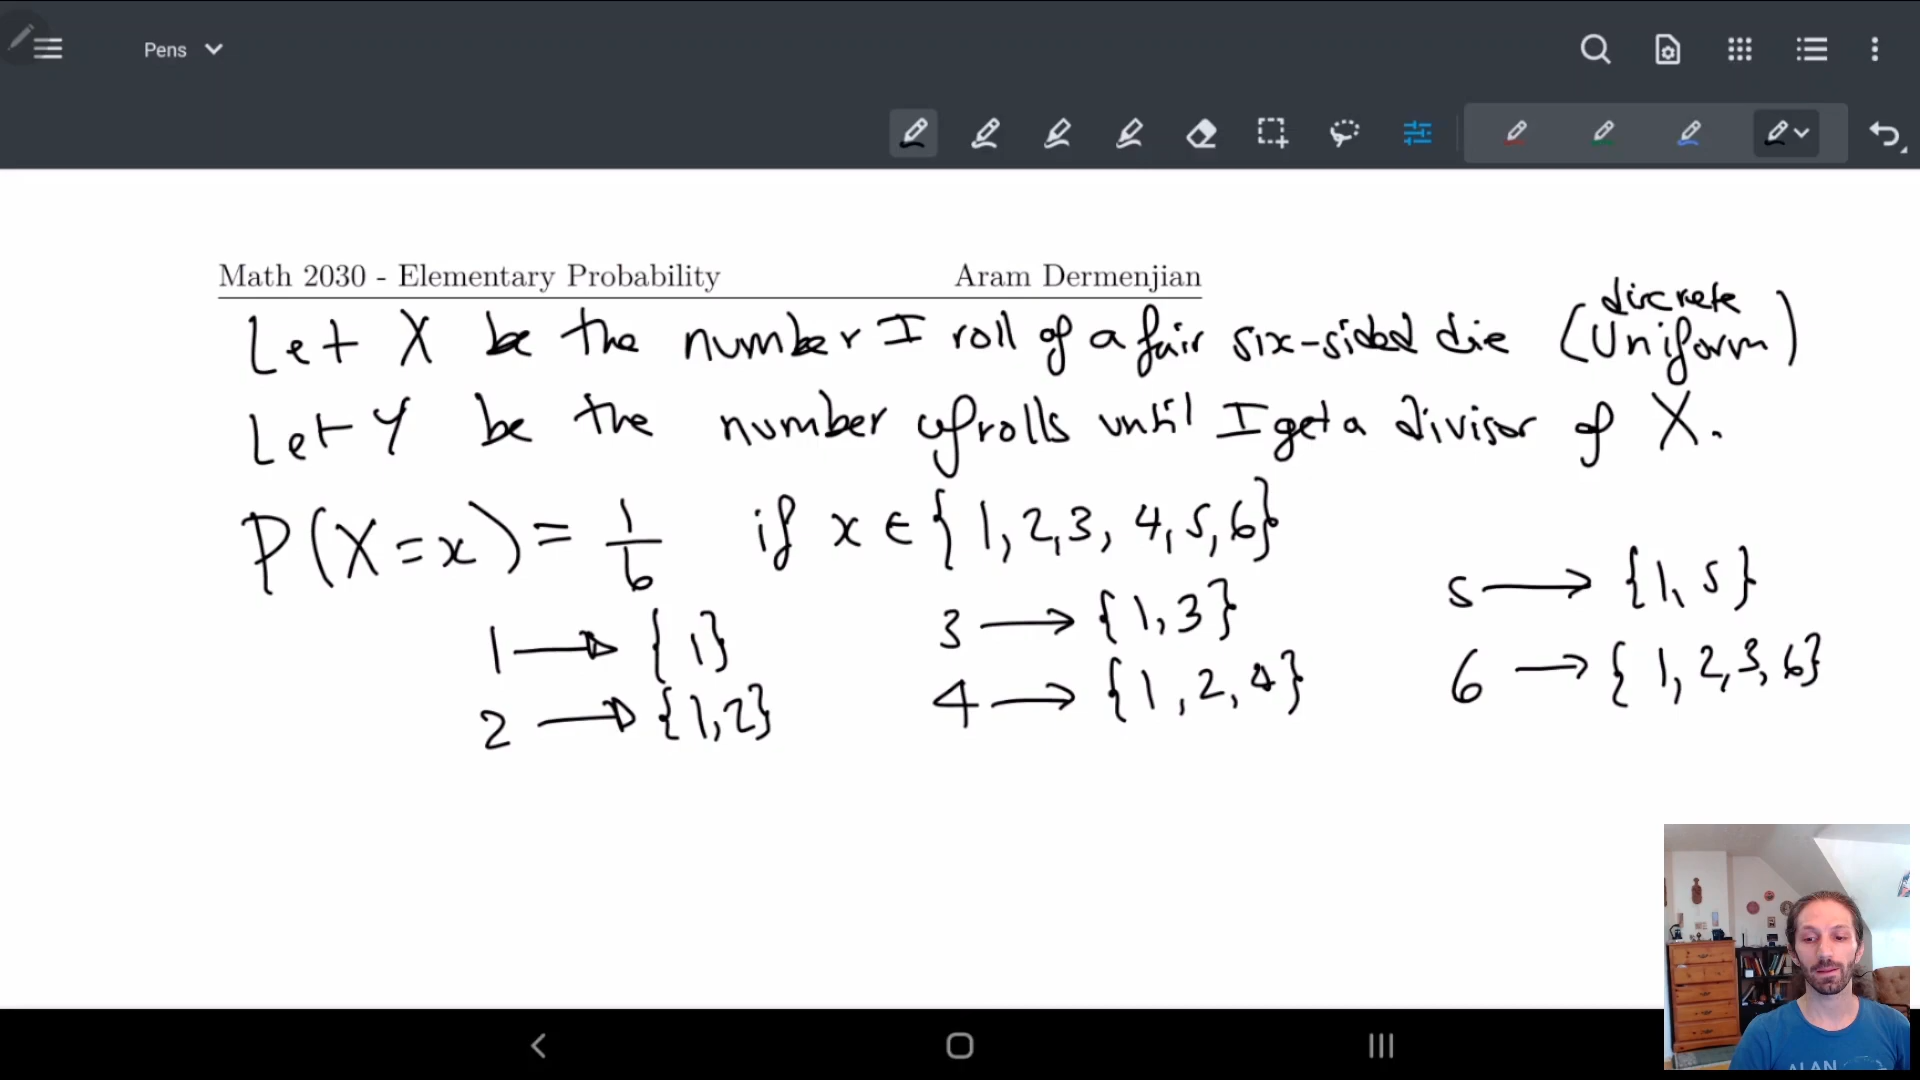 Pens
Math 2030 - Elementary Probability Aram Dermenjian
Let X be the number I roll of a fair six-sided die (discrete Uniform)
Let Y be the number of rolls until I get a divisor of X.
P(X=x) = 1/6 if x ∈ {1,2,3,4,5,6}
1 → {1}
2 → {1,2}
3 → {1,3}
4 → {1,2,4}
5 → {1,5}
6 → {1,2,3,6}
ALAN